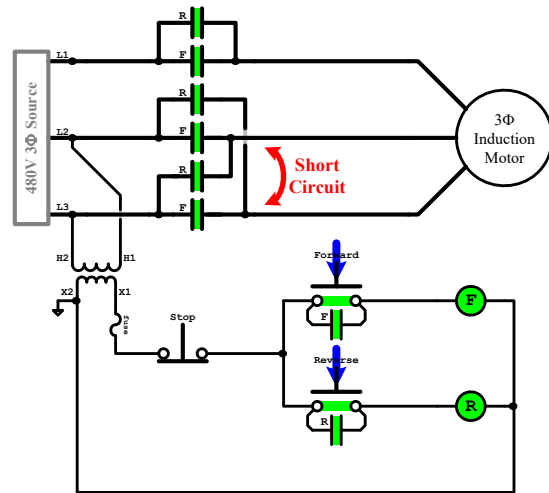 R
L1
F
R
480V 3Φ Source
L2
F
3Φ
Induction
Motor
R
Short
Circuit
L3
F
H2
H1
X2
X1
fuse
Stop
Forward
F
F
Reverse
R
R